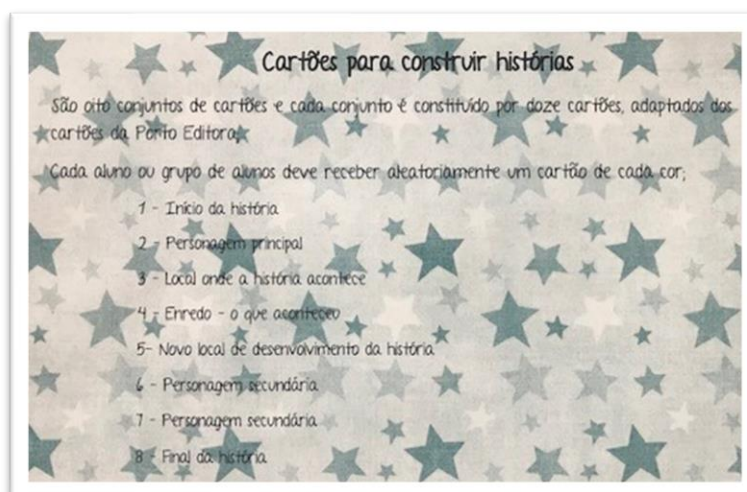 Cartões para construir histórias
São oito conjuntos de cartões e cada conjunto é constituído por doze cartões, adaptados dos
cartões da Porto Editora;
Cada aluno ou grupo de alunos deve receber aleatoriamente um cartão de cada cor;
1 - Início da história
2 - Personagem principal
3 - Local onde a história acontece
4 - Enredo - o que aconteceu
5- Novo local de desenvolvimento da história
6 - Personagem secundária
7 - Personagem secundária
8 - Final da história